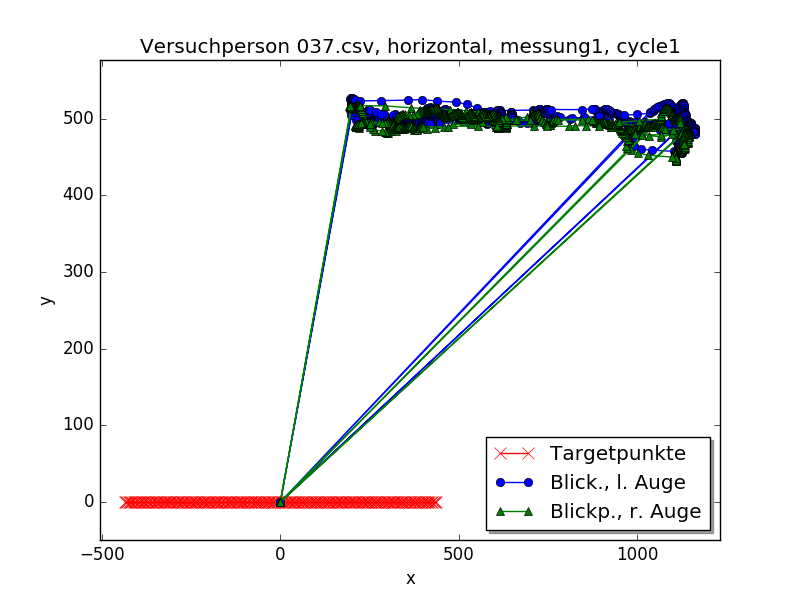 Versuchperson 037.csv, horizontal, messung1, cycle1
500
400
300
200
100
0
y
−500
0
500
1000
x
Targetpunkte
Blick., l. Auge
Blickp., r. Auge